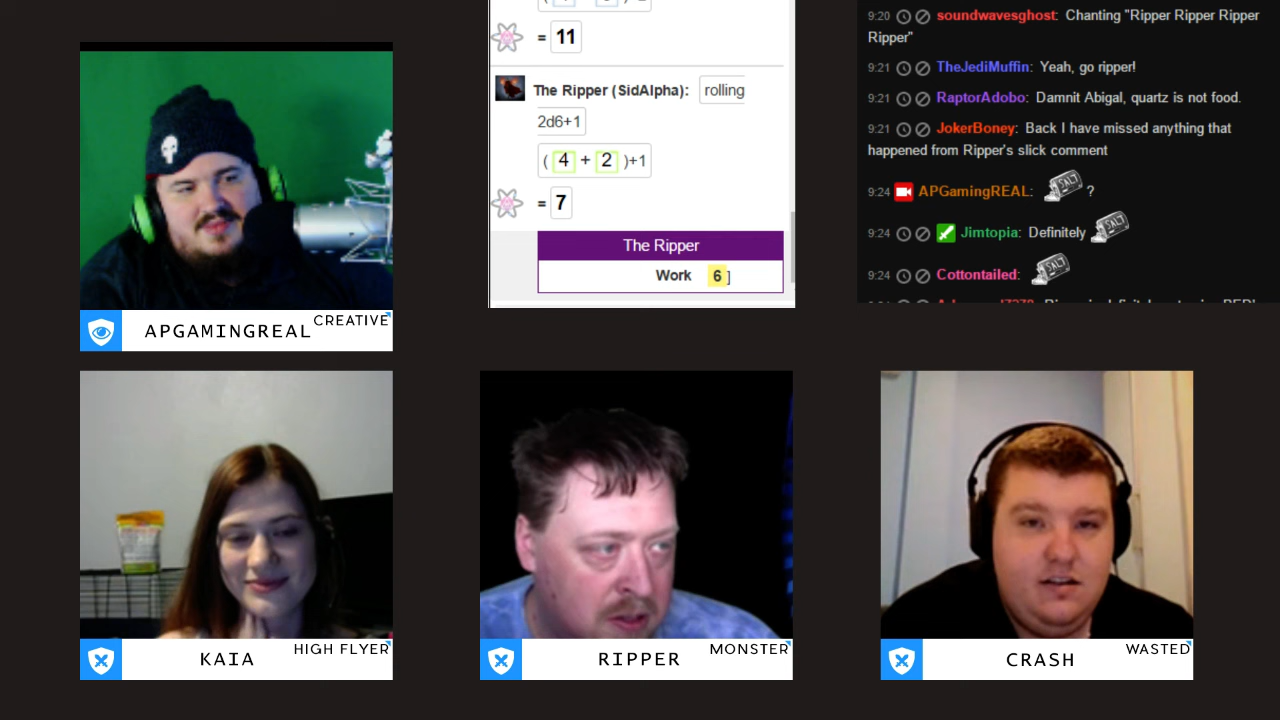 = 11
The Ripper (SidAlpha): rolling
2d6+1
( 4 + 2 )+1
= 7
The Ripper
Work 6 ]
9:20 soundwavesghost: Chanting "Ripper Ripper Ripper
Ripper"
9:21 TheJediMuffin: Yeah, go ripper!
9:21 RaptorAdobo: Damnit Abigal, quartz is not food.
9:21 JokerBoney: Back I have missed anything that
happened from Ripper's slick comment
9:24 APGamingREAL: SALT ?
9:24 Jimtopia: Definitely SALT
9:24 Cottontailed: SALT
APGAMINGREAL CREATIVE
KAIA HIGH FLYER
RIPPER MONSTER
CRASH WASTED